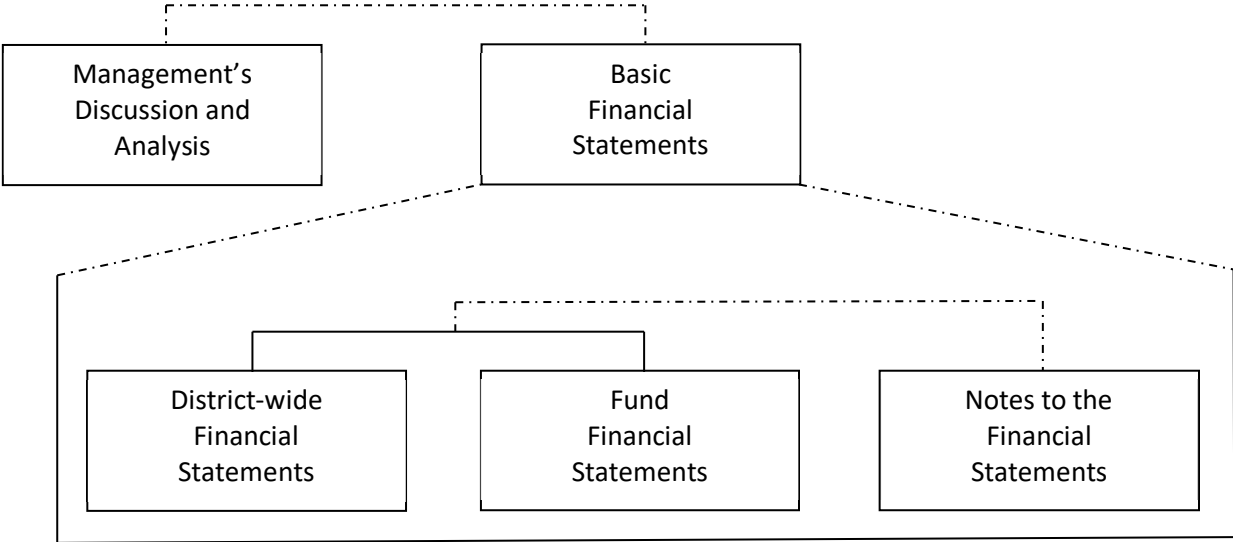 Management’s
Discussion and
Analysis
Basic
Financial
Statements
District-wide
Financial
Statements
Fund
Financial
Statements
Notes to the
Financial
Statements